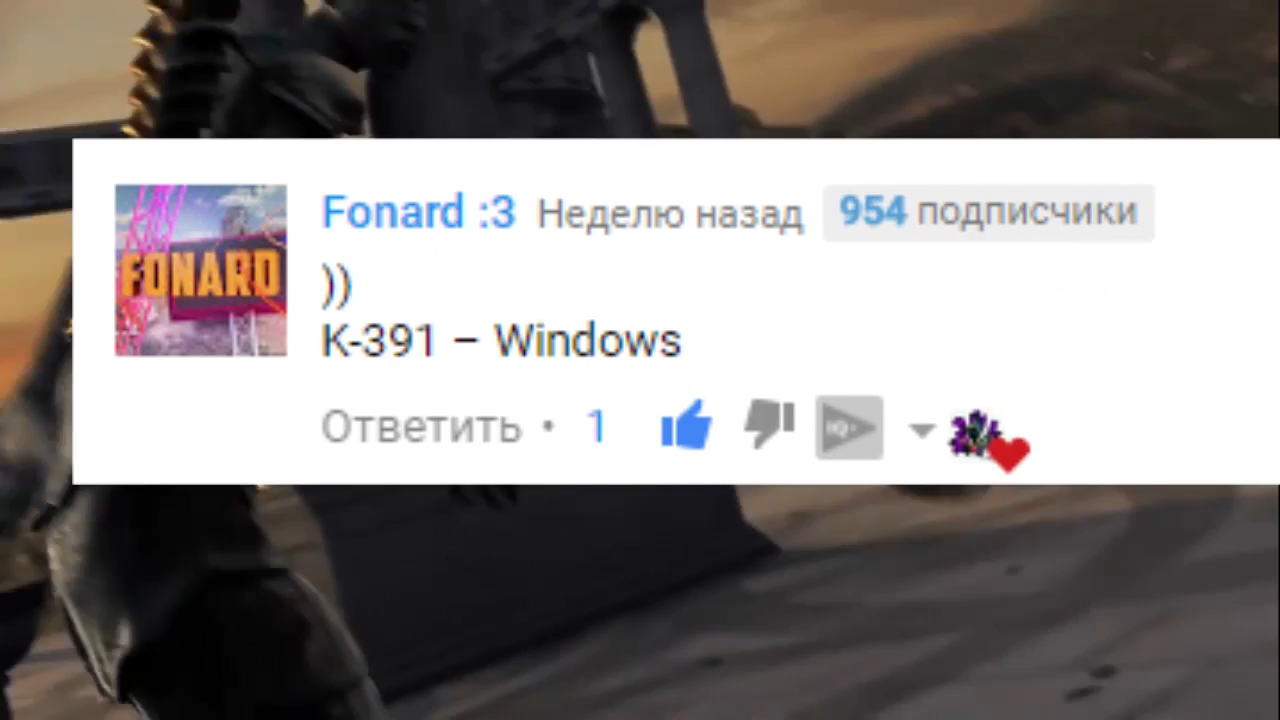 FONARD
Fonard :3 Неделю назад 954 подписчики
))
K-391 – Windows
Ответить • 1